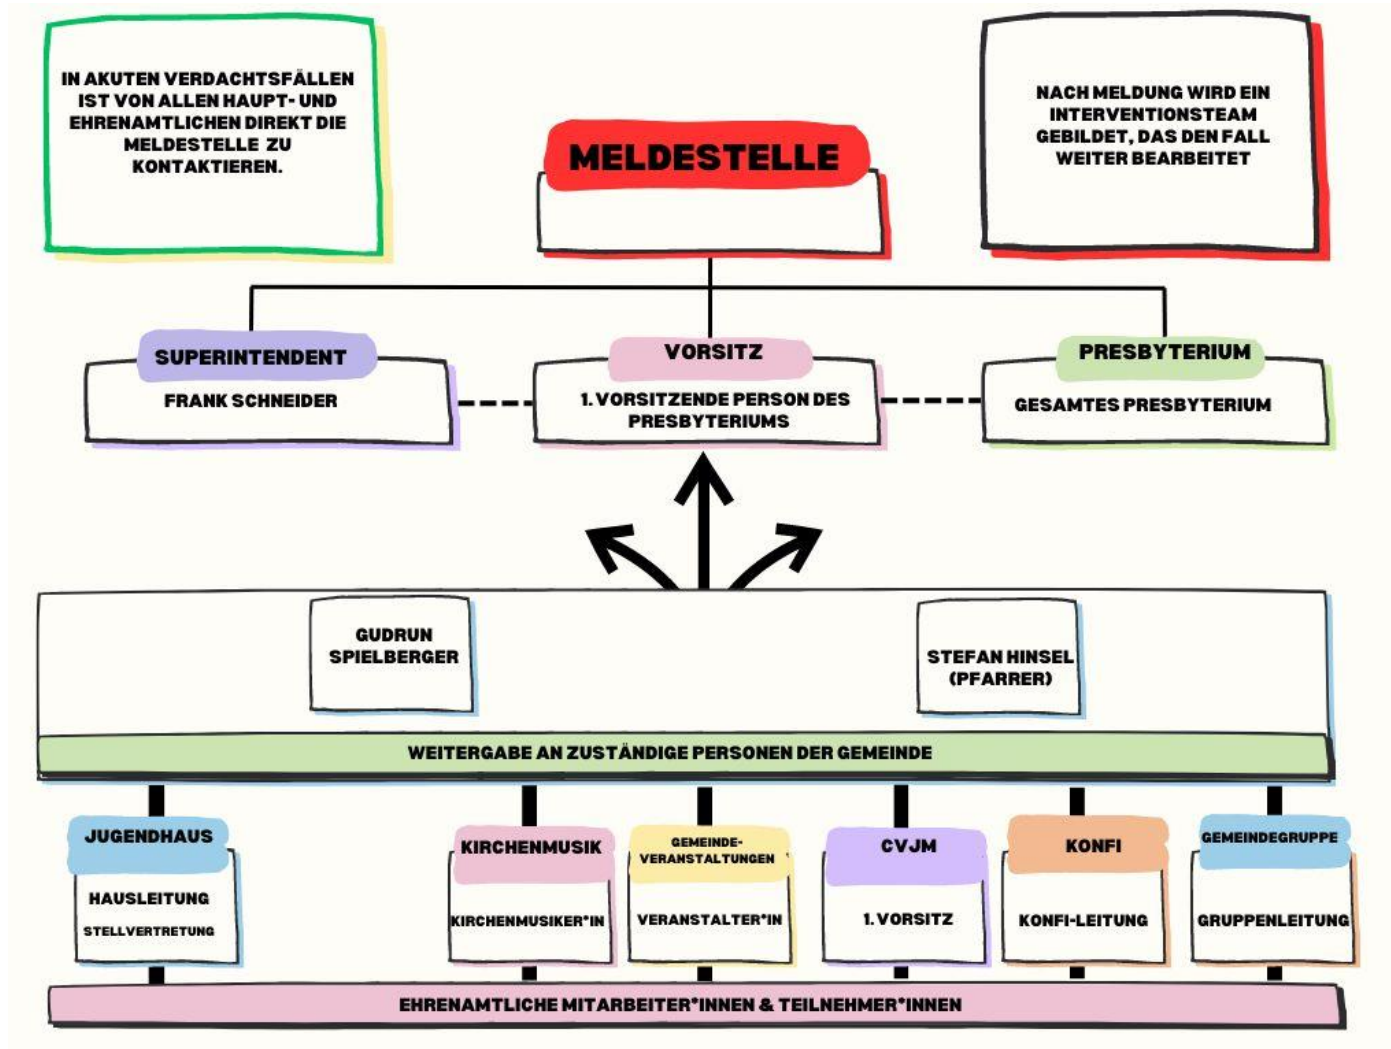 IN AKUTEN VERDACHTSFÄLLEN
IST VON ALLEN HAUPT- UND
EHRENAMTLICHEN DIREKT DIE
MELDESTELLE ZU
KONTAKTIEREN.
MELDESTELLE
NACH MELDUNG WIRD EIN
INTERVENTIONSTEAM
GEBILDET, DAS DEN FALL
WEITER BEARBEITET
SUPERINTENDENT
FRANK SCHNEIDER
VORSITZ
1. VORSITZENDE PERSON DES
PRESBYTERIUMS
PRESBYTERIUM
GESAMTES PRESBYTERIUM
GUDRUN
SPIELBERGER
STEFAN HINSEL
(PFARRER)
WEITERGABE AN ZUSTÄNDIGE PERSONEN DER GEMEINDE
JUGENDHAUS
HAUSLEITUNG
STELLVERTRETUNG
KIRCHENMUSIK
KIRCHENMUSIKER*IN
GEMEINDE-
VERANSTALTUNGEN
VERANSTALTER*IN
CVJM
1. VORSITZ
KONFI
KONFI-LEITUNG
GEMEINDEGRUPPE
GRUPPENLEITUNG
EHRENAMTLICHE MITARBEITER*INNEN & TEILNEHMER*INNEN